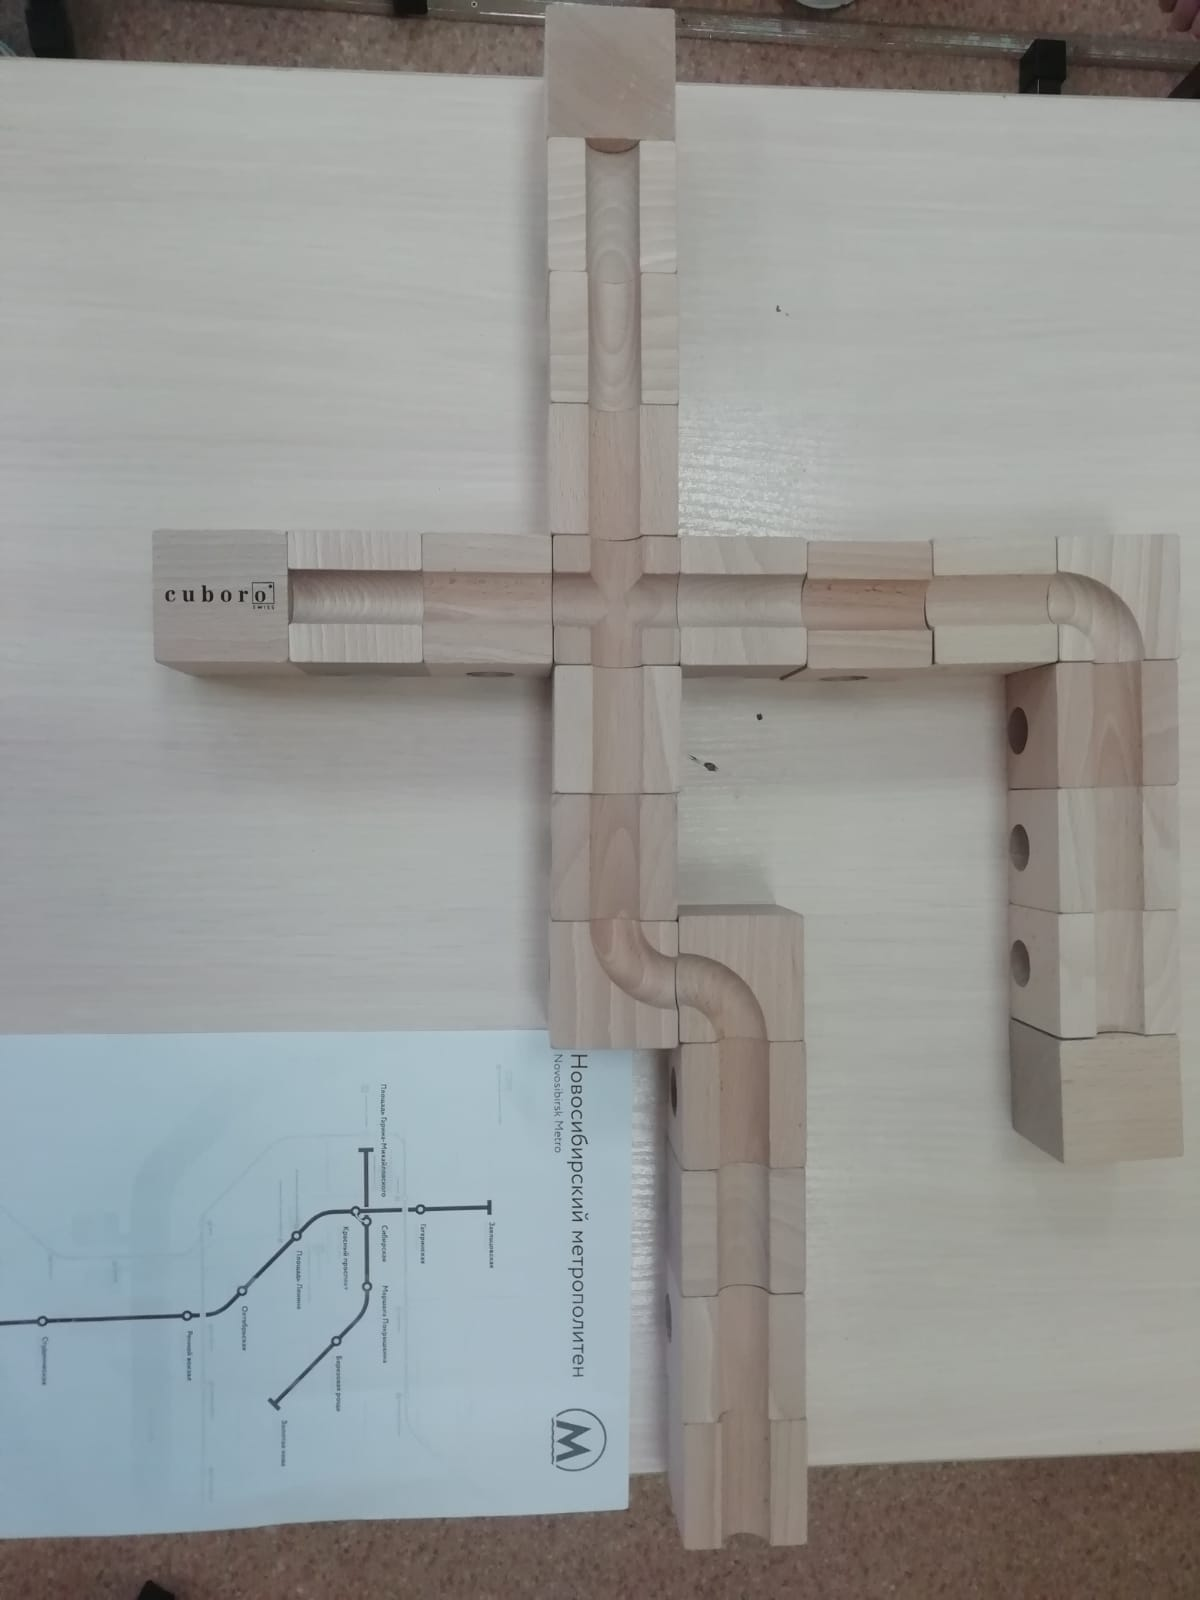 cuboro
SWISS
Новосибирский метрополитен
Novosibirsk Metro
М
Заельцовская
Гагаринская
Площадь Гарина-Михайловского
Сибирская
Красный проспект
Маршала Покрышкина
Площадь Ленина
Березовая роща
Октябрьская
Золотая нива
Речной вокзал
Студенческая